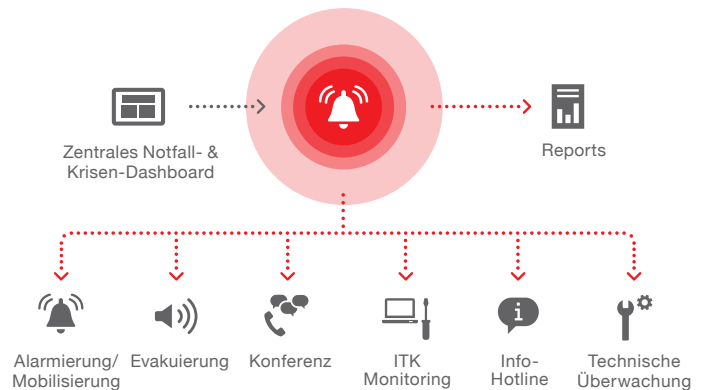 Zentrales Notfall- &
Krisen-Dashboard
Reports
Alarmierung/
Mobilisierung
Evakuierung
Konferenz
ITK
Monitoring
Info-
Hotline
Technische
Überwachung